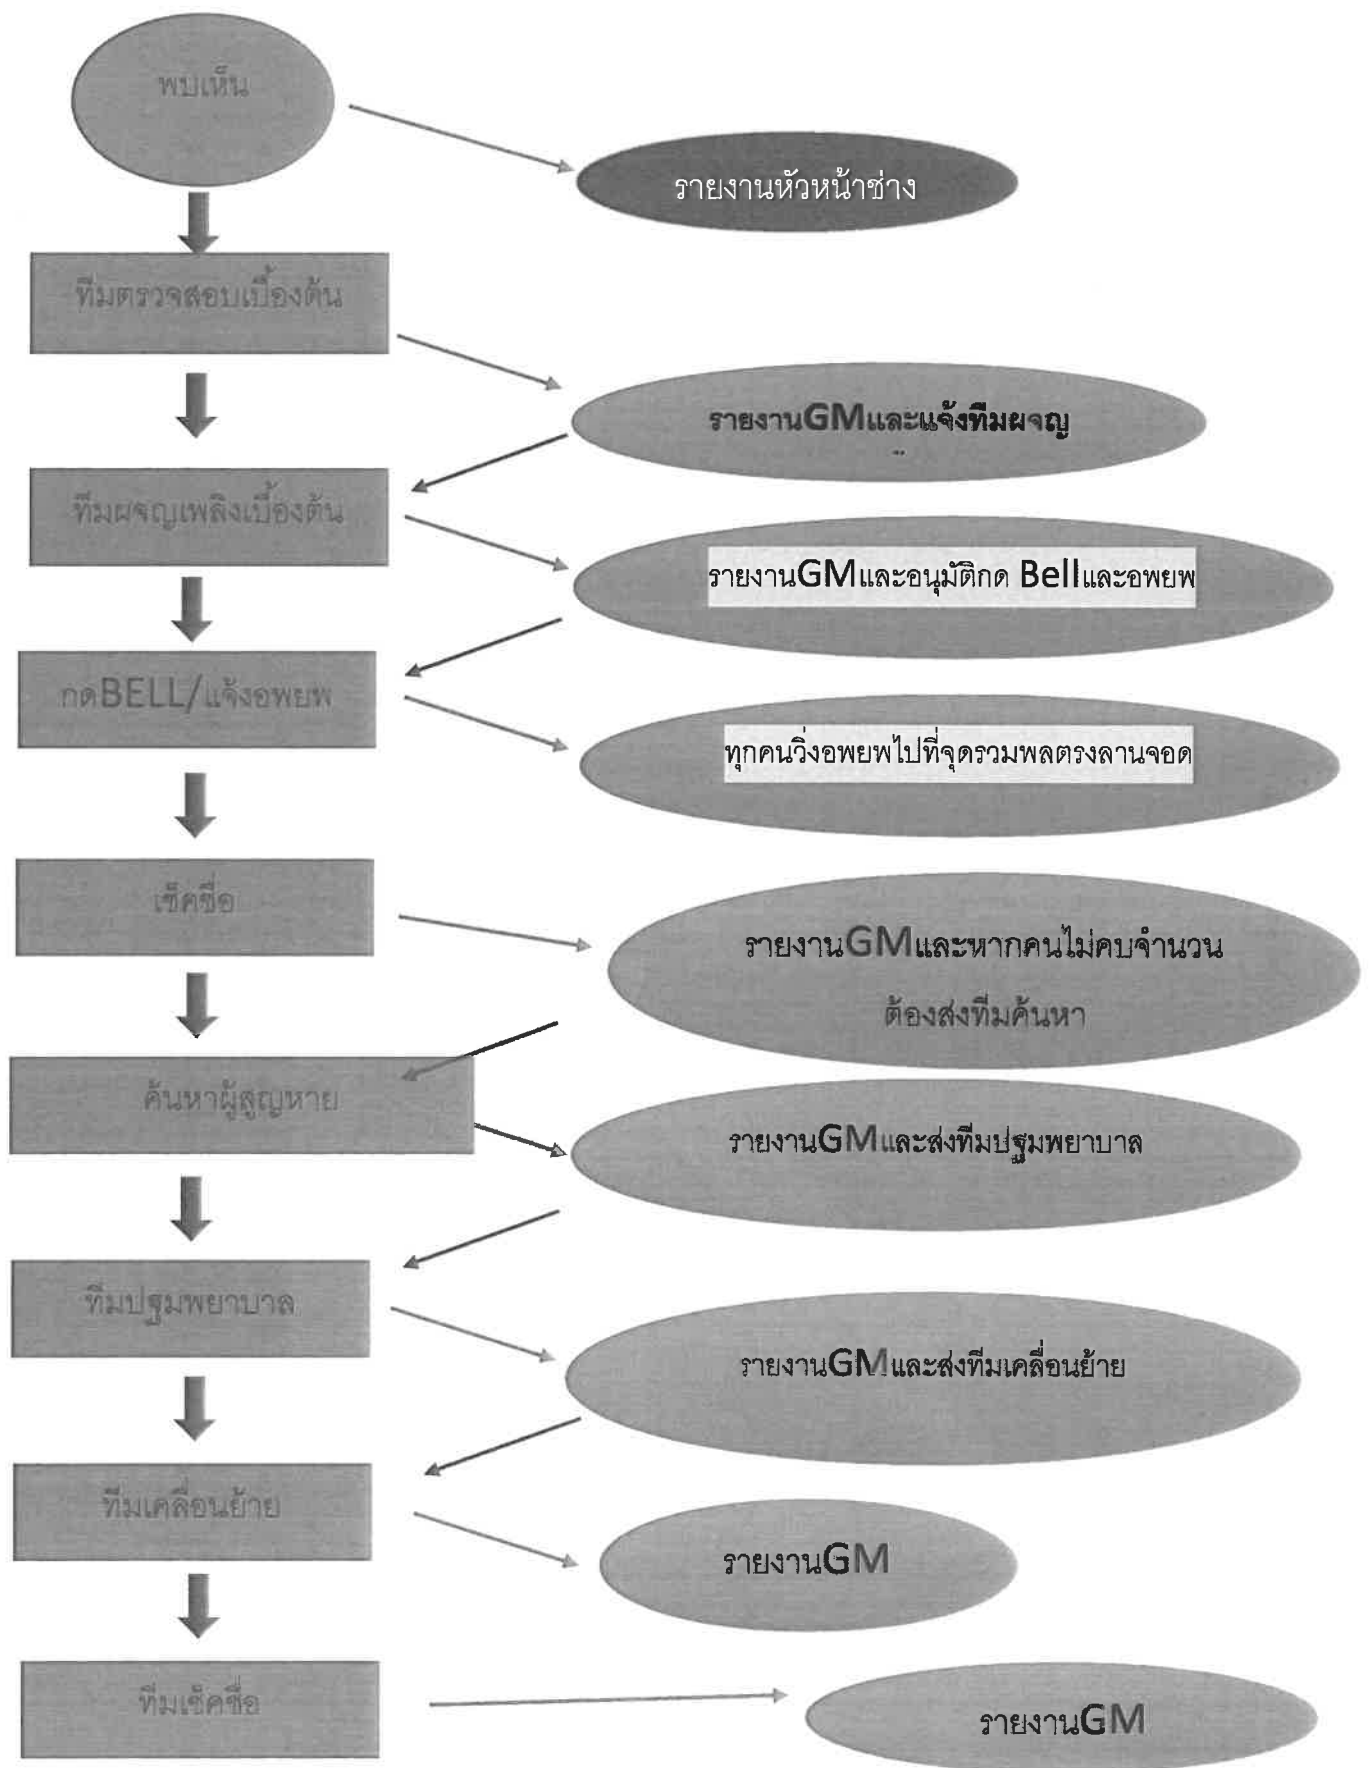 พบเห็น
รายงานหัวหน้าช่าง
ทีมตรวจสอบเบื้องต้น
รายงานGMและแจ้งทีมผจญ
ทีมผจญเพลิงเบื้องต้น
รายงานGMและอนุมัติกด Bellและอพยพ
กดBELL/แจ้งอพยพ
ทุกคนวิ่งอพยพไปที่จุดรวมพลตรงลานจอด
เช็คชื่อ
รายงานGMและหากคนไม่คบจำนวน
ต้องส่งทีมค้นหา
ค้นหาผู้สูญหาย
รายงานGMและส่งทีมปฐมพยาบาล
ทีมปฐมพยาบาล
รายงานGMและส่งทีมเคลื่อนย้าย
ทีมเคลื่อนย้าย
รายงานGM
ทีมเช็คชื่อ
รายงานGM